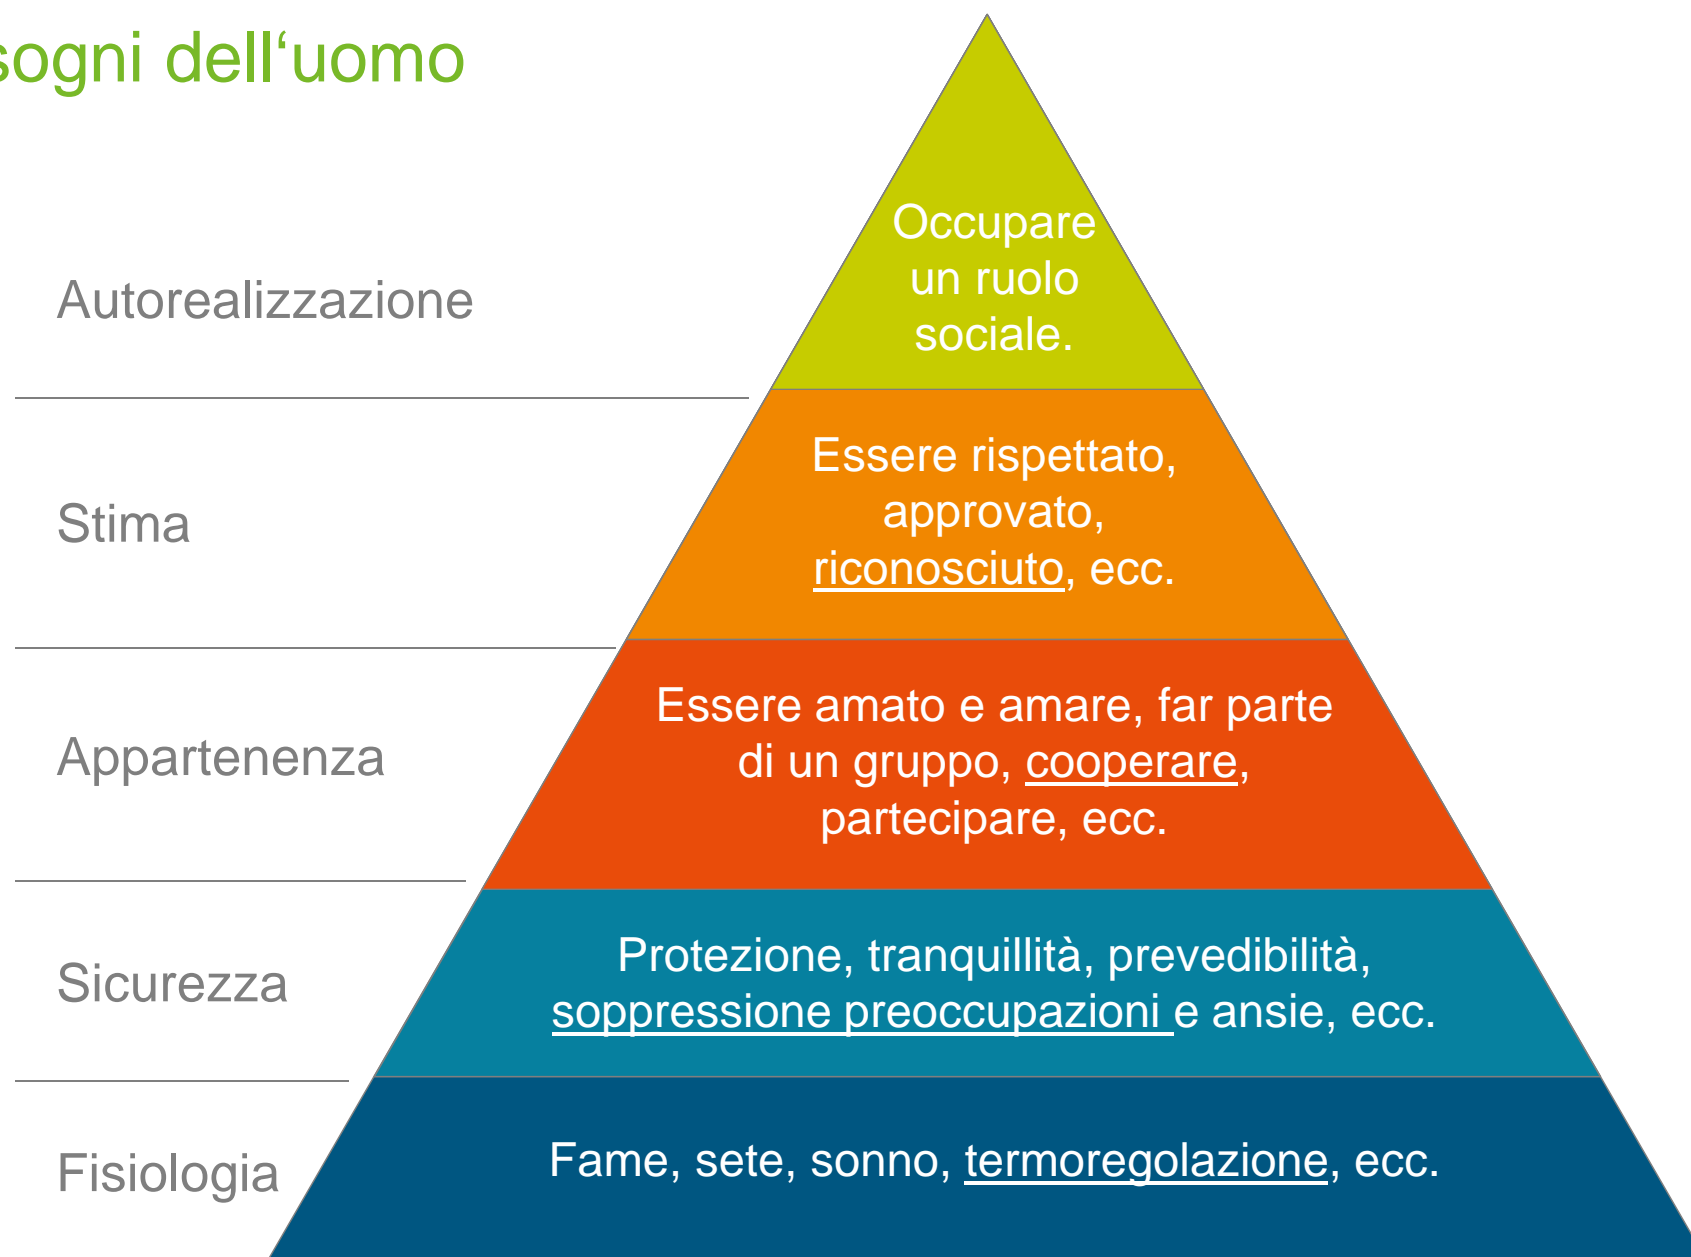 sogni dell‘uomo
Autorealizzazione
Occupare
un ruolo
sociale.
Stima
Essere rispettato,
approvato,
riconosciuto, ecc.
Appartenenza
Essere amato e amare, far parte
di un gruppo, cooperare,
partecipare, ecc.
Sicurezza
Protezione, tranquillità, prevedibilità,
soppressione preoccupazioni e ansie, ecc.
Fisiologia
Fame, sete, sonno, termoregolazione, ecc.